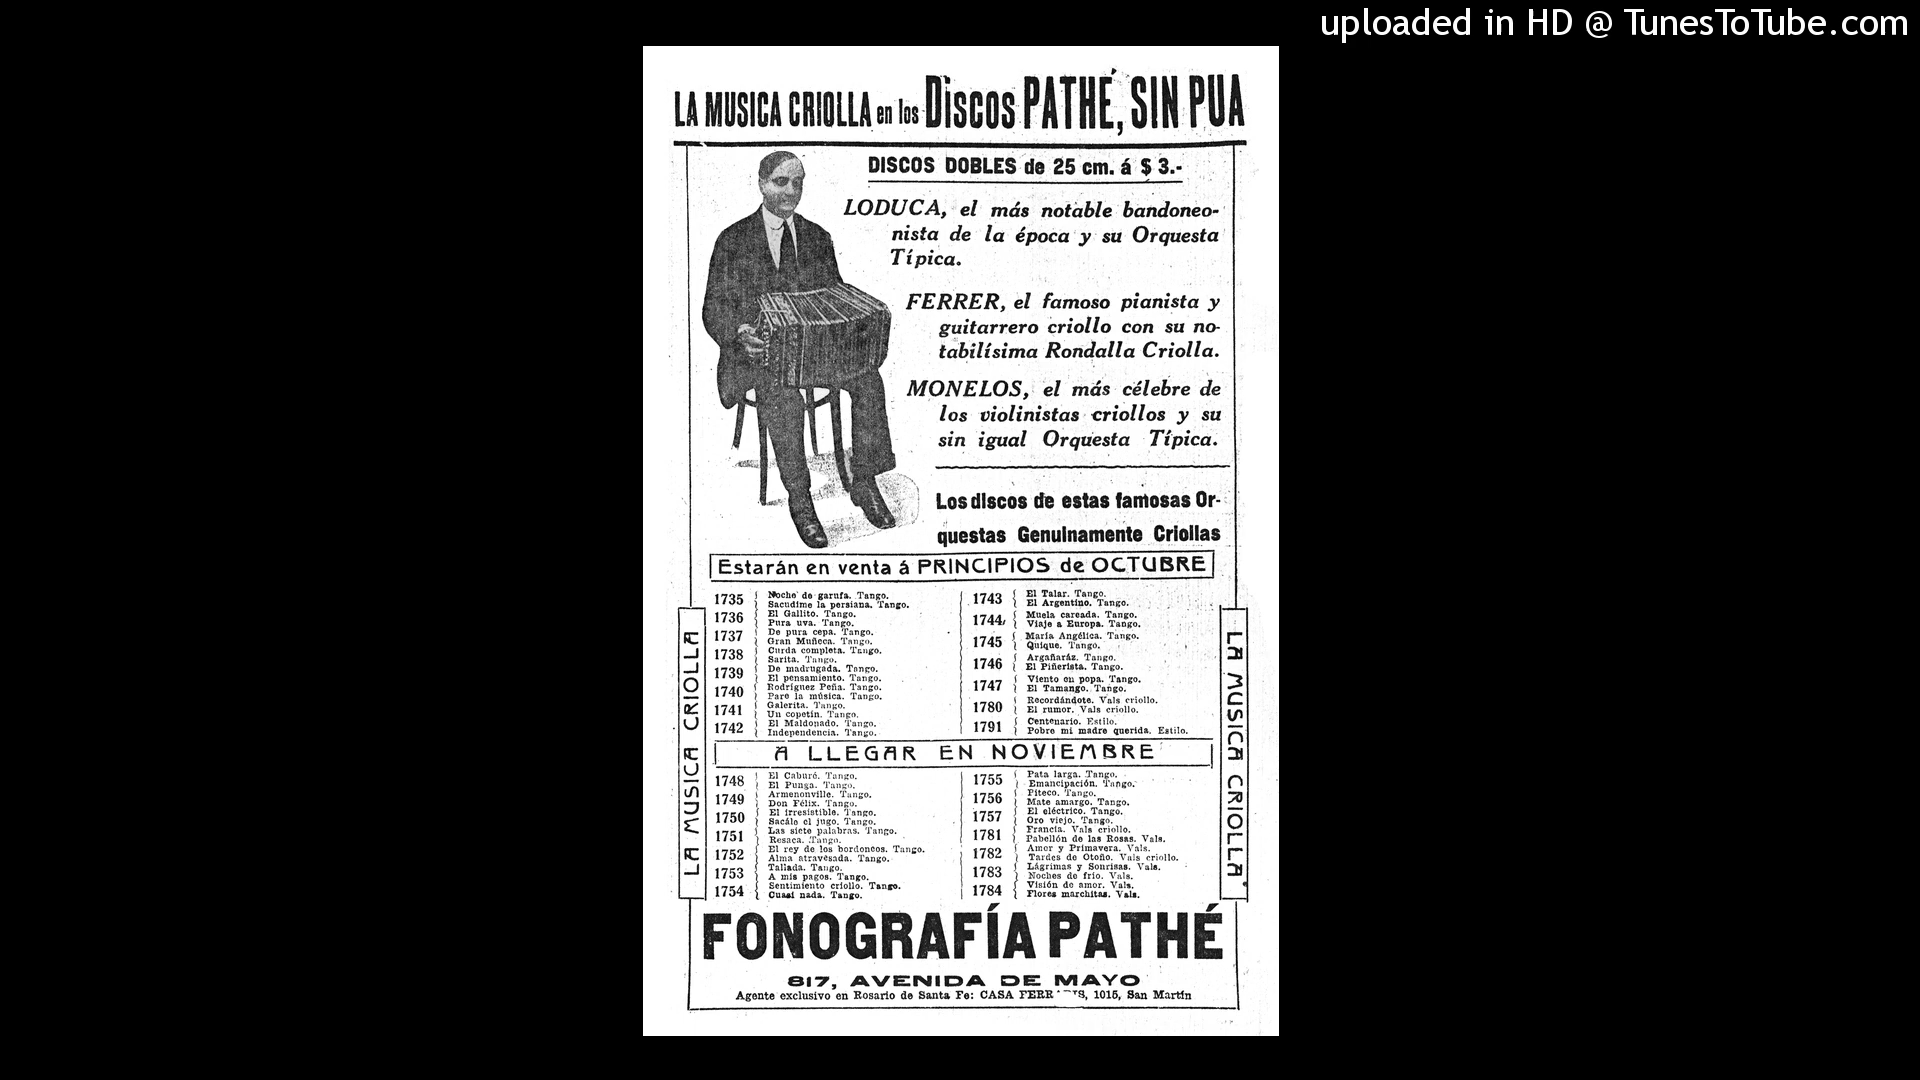 uploaded in HD @ TunesToTube.com
LA MUSICA CRIOLLA en los Discos PATHÉ, SIN PUA
DISCOS DOBLES de 25 cm. á $ 3.-
LODUCA, el más notable bandoneo-
nista de la época y su Orquesta
Típica.
FERRER, el famoso pianista y
guitarrero criollo con su no-
tabilísima Rondalla Criolla.
MONELOS, el más célebre de
los violinistas criollos y su
sin igual Orquesta Típica.
Los discos de estas famosas Or-
questas Genuinamente Criollas
Estarán en venta á PRINCIPIOS de OCTUBRE
LA MUSICA CRIOLLA
1735 Noche de garufa. Tango.
Sacudime la persiana. Tango.
1736 El Gallito. Tango.
Pura uva. Tango.
1737 De pura cepa. Tango.
Gran Muñeca. Tango.
1738 Curda completa. Tango.
Sarita. Tango.
1739 De madrugada. Tango.
El pensamiento. Tango.
1740 Rodríguez Peña. Tango.
Pare la música. Tango.
1741 Galerita. Tango.
Un copetín. Tango.
1742 El Maldonado. Tango.
Independencia. Tango.
1743 El Talar. Tango.
El Argentino. Tango.
1744 Muela careada. Tango.
Viaje a Europa. Tango.
1745 María Angélica. Tango.
Quique. Tango.
1746 Argañaráz. Tango.
El Piñerista. Tango.
1747 Viento en popa. Tango.
El Tamango. Tango.
1780 Recordándote. Vals criollo.
El rumor. Vals criollo.
1791 Centenario. Estilo.
Pobre mi madre querida. Estilo.
LA MUSICA CRIOLLA
A LLEGAR EN NOVIEMBRE
1748 El Caburé. Tango.
El Punga. Tango.
1749 Armenonville. Tango.
Don Félix. Tango.
1750 El irresistible. Tango.
Sacále el jugo. Tango.
1751 Las siete palabras. Tango.
Resaca. Tango.
1752 El rey de los bordoneos. Tango.
Alma atravesada. Tango.
1753 Tallada. Tango.
A mis pagos. Tango.
1754 Sentimiento criollo. Tango.
Cuasi nada. Tango.
1755 Pata larga. Tango.
Emancipación. Tango.
1756 Piteco. Tango.
Mate amargo. Tango.
1757 El eléctrico. Tango.
Oro viejo. Tango.
1781 Francia. Vals criollo.
Pabellón de las Rosas. Vals.
1782 Amor y Primavera. Vals.
Tardes de Otoño. Vals criollo.
1783 Lágrimas y Sonrisas. Vals.
Noches de frío. Vals.
1784 Visión de amor. Vals.
Flores marchitas. Vals.
FONOGRAFÍA PATHÉ
817, AVENIDA DE MAYO
Agente exclusivo en Rosario de Santa Fe: CASA 1015, San Martín